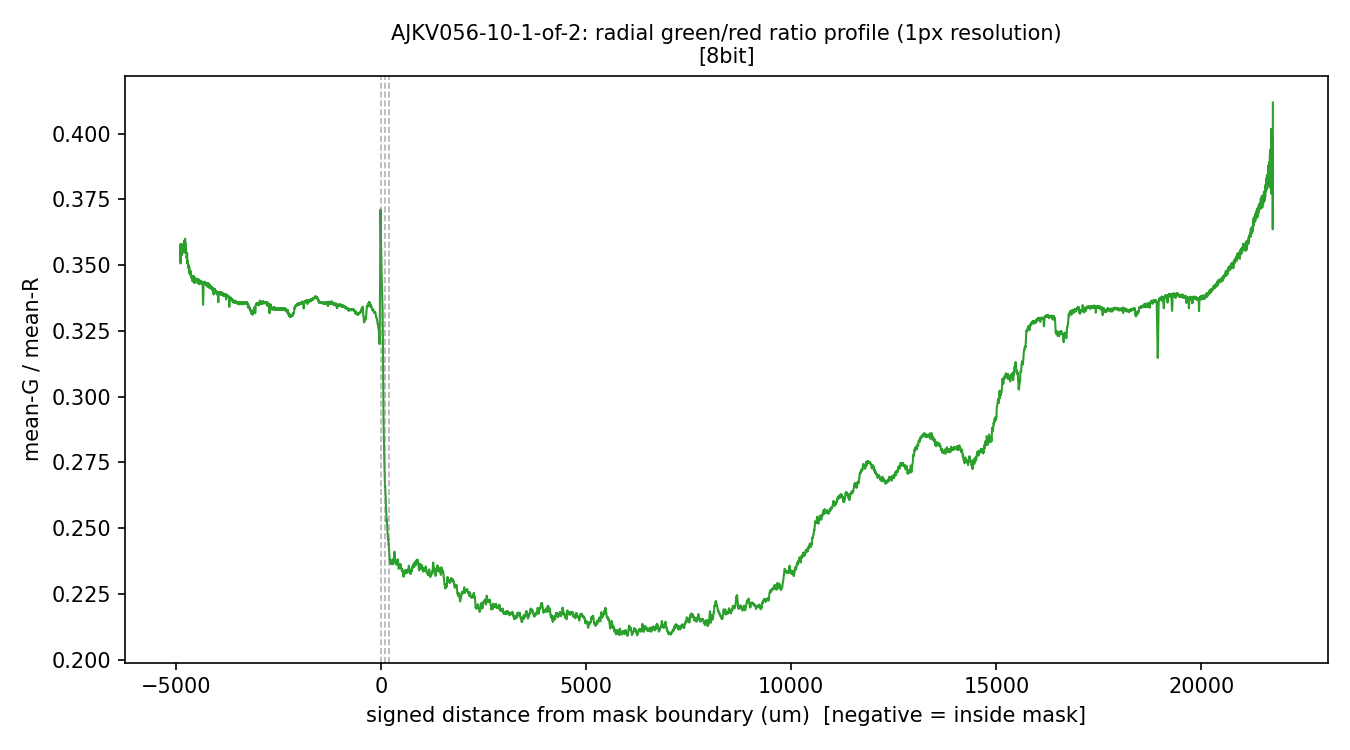 AJKV056-10-1-of-2: radial green/red ratio profile (1px resolution)
[8bit]
mean-G / mean-R
0.400
0.375
0.350
0.325
0.300
0.275
0.250
0.225
0.200
−5000 0 5000 10000 15000 20000
signed distance from mask boundary (um)  [negative = inside mask]